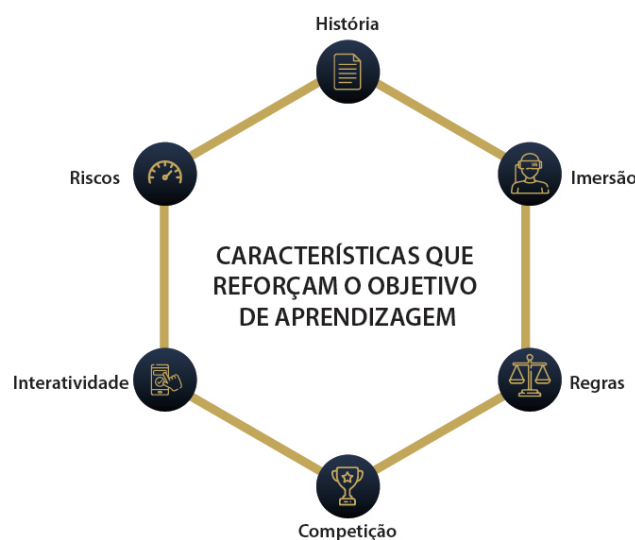 História
Riscos
Imersão
CARACTERÍSTICAS QUE
REFORÇAM O OBJETIVO
DE APRENDIZAGEM
Interatividade
Regras
Competição